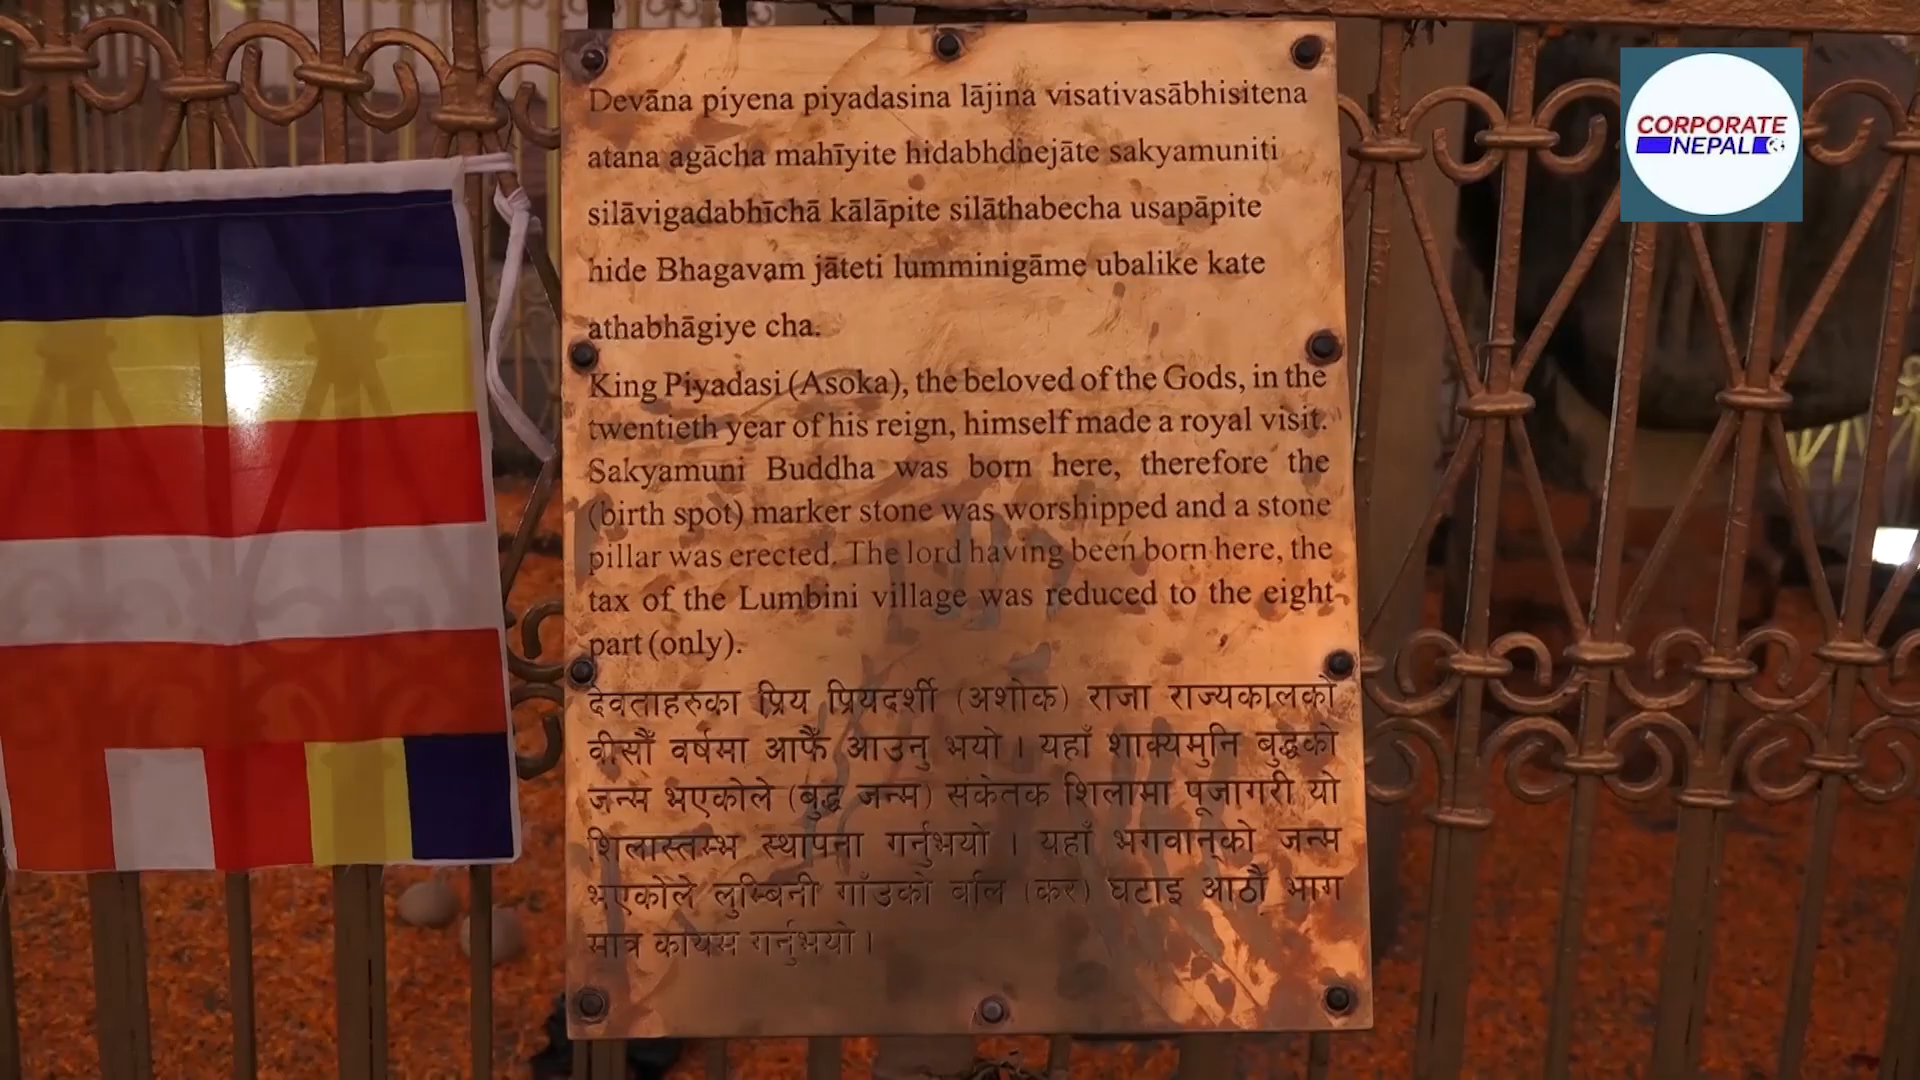 Devāna piyena piyadasina lājina visativasābhisitena
atana agācha mahīyite hidabhdhejāte sakyamuniti
silāvigadabhīchā kālāpite silāthabecha usapāpite
hide Bhagavaṃ jāteti lumminigāme ubalike kate
athabhāgiye cha.
King Piyadasi (Asoka), the beloved of the Gods, in the
twentieth year of his reign, himself made a royal visit.
Sakyamuni Buddha was born here, therefore the
(birth spot) marker stone was worshipped and a stone
pillar was erected. The lord having been born here, the
tax of the Lumbini village was reduced to the eight
part (only).
देवताहरुका प्रिय प्रियदर्शी (अशोक) राजा राज्यकालको
वीसौँ वर्षमा आफैँ आउनु भयो । यहाँ शाक्यमुनि बुद्धको
जन्म भएकोले (बुद्ध जन्म) संकेतक शिलामा पूजागरी यो
शिलास्तम्भ स्थापना गर्नुभयो । यहाँ भगवान्‌को जन्म
भएकोले लुम्बिनी गाँउको बलि (कर) घटाइ आठौँ भाग
मात्र कायम गर्नुभयो ।
CORPORATE
NEPAL